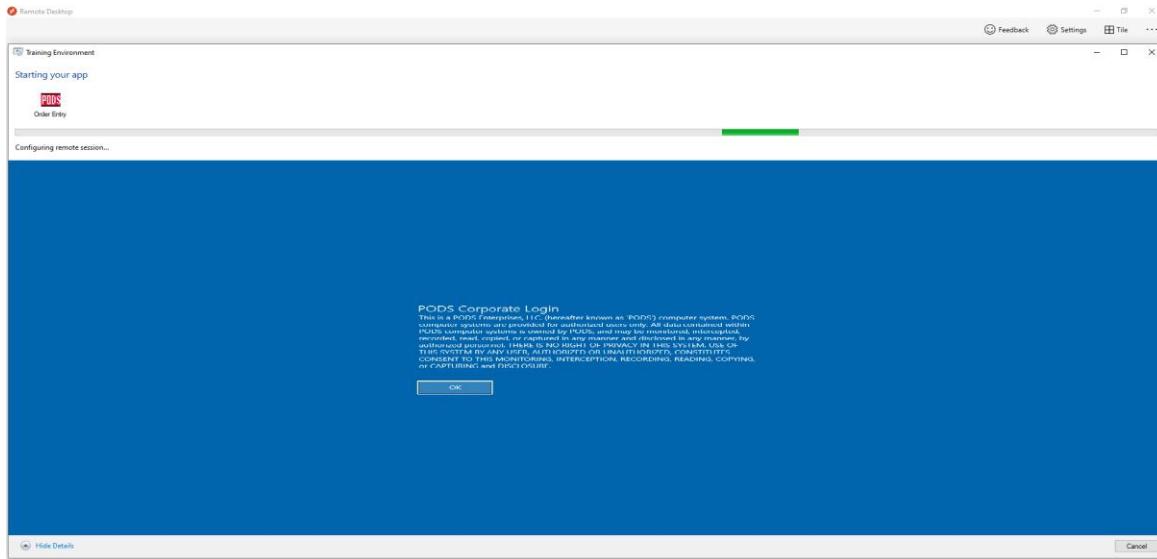 Remote Desktop
Feedback Settings Tile ...
Training Environment
Starting your app
PODS
Order Entry
Configuring remote session...
PODS Corporate Login
This is a PODS Enterprises, LLC. (hereafter known as 'PODS') computer system. PODS
computer systems are provided for authorized users only. All data contained within
PODS computer systems is owned by PODS, and may be monitored, intercepted,
recorded, read, copied, or captured in any manner and disclosed in any manner, by
authorized personnel. THERE IS NO RIGHT OF PRIVACY IN THIS SYSTEM. USE OF
THIS SYSTEM BY ANY USER, AUTHORIZED OR UNAUTHORIZED, CONSTITUTES
CONSENT TO THIS MONITORING, INTERCEPTION, RECORDING, READING, COPYING,
or CAPTURING and DISCLOSURE.
OK
Hide Details
Cancel